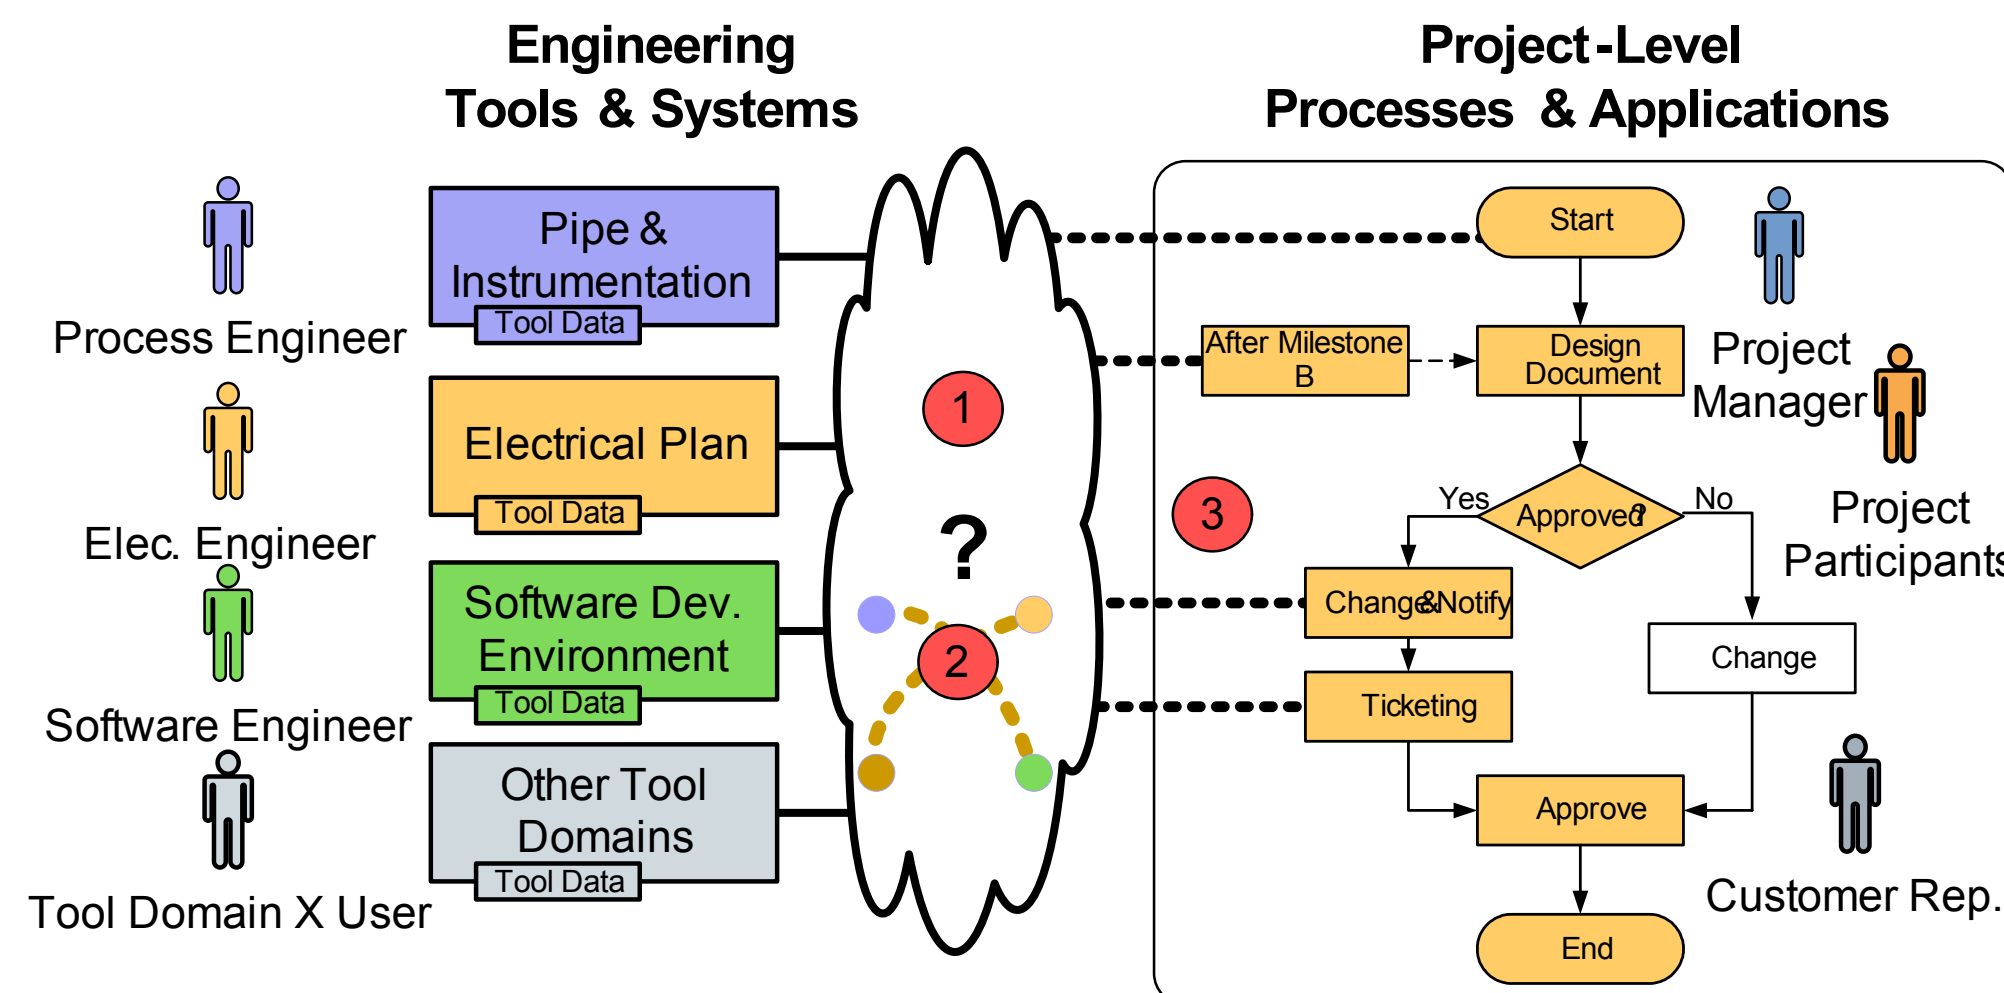 Engineering
Tools & Systems
Project-Level
Processes & Applications
Process Engineer
Pipe &
Instrumentation
Tool Data
Elec. Engineer
Electrical Plan
Tool Data
Software Engineer
Software Dev.
Environment
Tool Data
Tool Domain X User
Other Tool
Domains
Tool Data
1
?
2
3
Start
After Milestone
B
Design
Document
Approved?
Yes
No
Change&Notify
Change
Ticketing
Approve
End
Project
Manager
Project
Participants
Customer Rep.